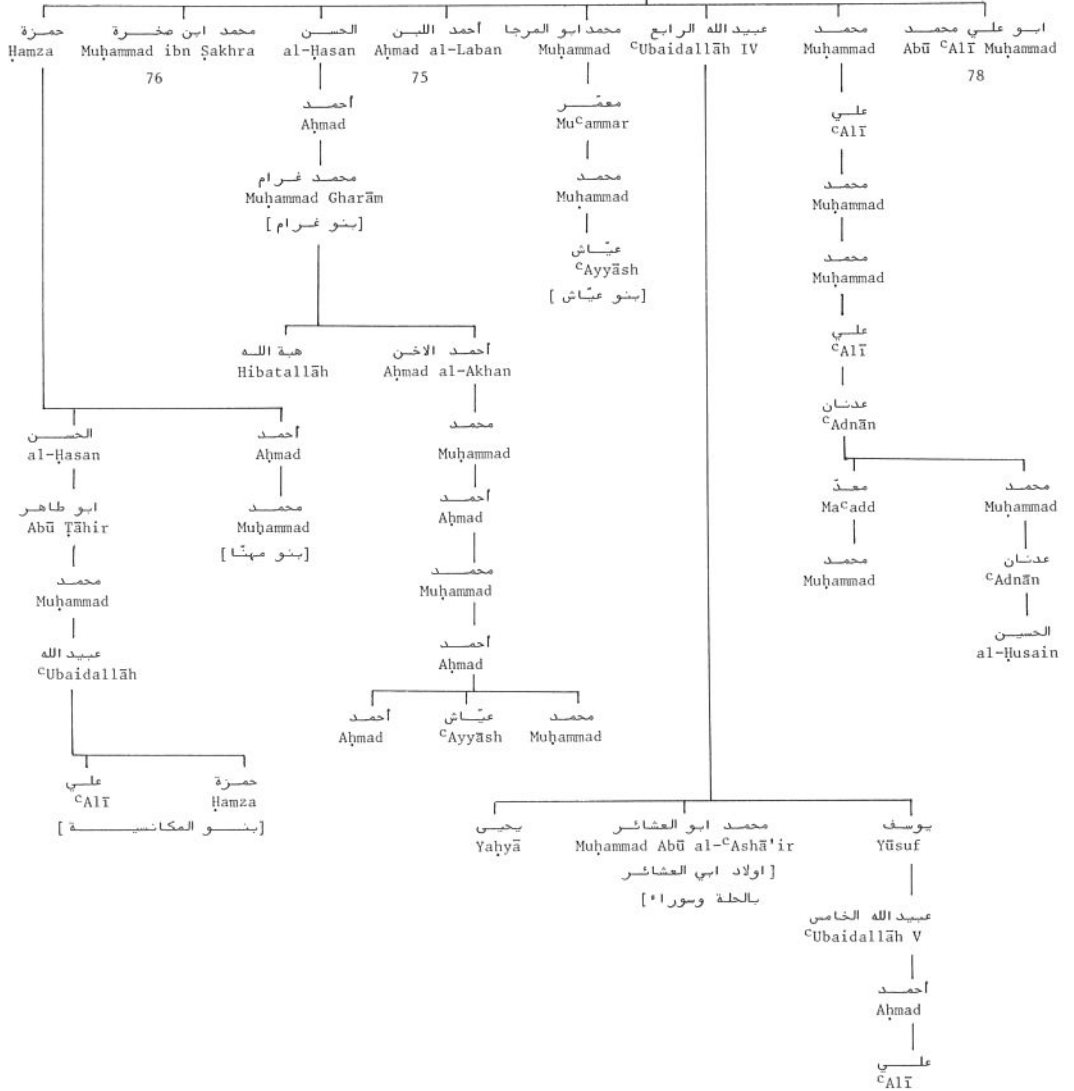 حمزة
Ḥamza
محمد ابن صخرة
Muḥammad ibn Ṣakhra
76
الحسن
al-Ḥasan
أحمد اللبن
Aḥmad al-Laban
75
محمد ابو المرجا
Muḥammad
عبيد الله الرابع
ᶜUbaidallāh IV
محمد
Muḥammad
ابو علي محمد
Abū ᶜAlī Muḥammad
78
أحمد
Aḥmad
معمّر
Muᶜammar
علي
ᶜAlī
محمد غرام
Muḥammad Gharām
[بنو غرام]
محمد
Muḥammad
محمد
Muḥammad
عيّاش
ᶜAyyāsh
[بنو عيّاش]
محمد
Muḥammad
هبة الله
Hibatallāh
أحمد الاخن
Aḥmad al-Akhan
علي
ᶜAlī
الحسن
al-Ḥasan
أحمد
Aḥmad
محمد
Muḥammad
عدنان
ᶜAdnān
ابو طاهر
Abū Ṭāhir
محمد
Muḥammad
[بنو مهنّا]
أحمد
Aḥmad
معدّ
Maᶜadd
محمد
Muḥammad
محمد
Muḥammad
محمد
Muḥammad
محمد
Muḥammad
عدنان
ᶜAdnān
عبيد الله
ᶜUbaidallāh
أحمد
Aḥmad
الحسين
al-Ḥusain
أحمد
Aḥmad
عيّاش
ᶜAyyāsh
محمد
Muḥammad
علي
ᶜAlī
حمزة
Ḥamza
[بنو المكانسية]
يحيى
Yaḥyā
محمد ابو العشائر
Muḥammad Abū al-ᶜAshā'ir
[اولاد ابي العشائر
بالحلة وسوراء]
يوسف
Yūsuf
عبيد الله الخامس
ᶜUbaidallāh V
أحمد
Aḥmad
علي
ᶜAlī